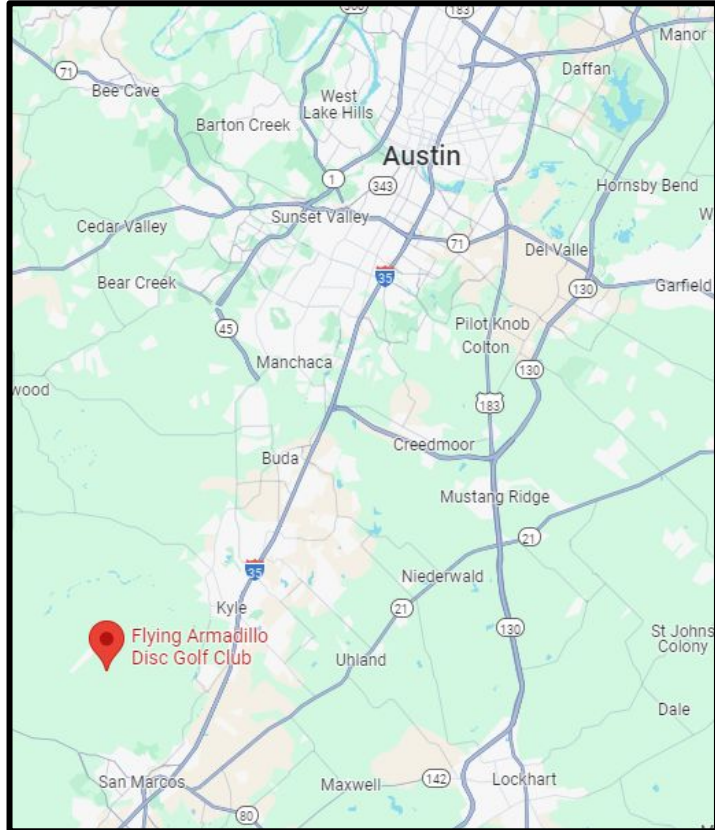 183
Manor
71
Daffan
Bee Cave
West
Lake Hills
Barton Creek
Austin
1
343
Hornsby Bend
Sunset Valley
Cedar Valley
71
Del Valle
35
Bear Creek
130
Garfield
45
Pilot Knob
Colton
Manchaca
130
wood
183
Creedmoor
Buda
Mustang Ridge
21
35
Niederwald
Kyle
21
130
Flying Armadillo
Disc Golf Club
St Johns
Colony
Uhland
Dale
San Marcos
Maxwell
142
Lockhart
80